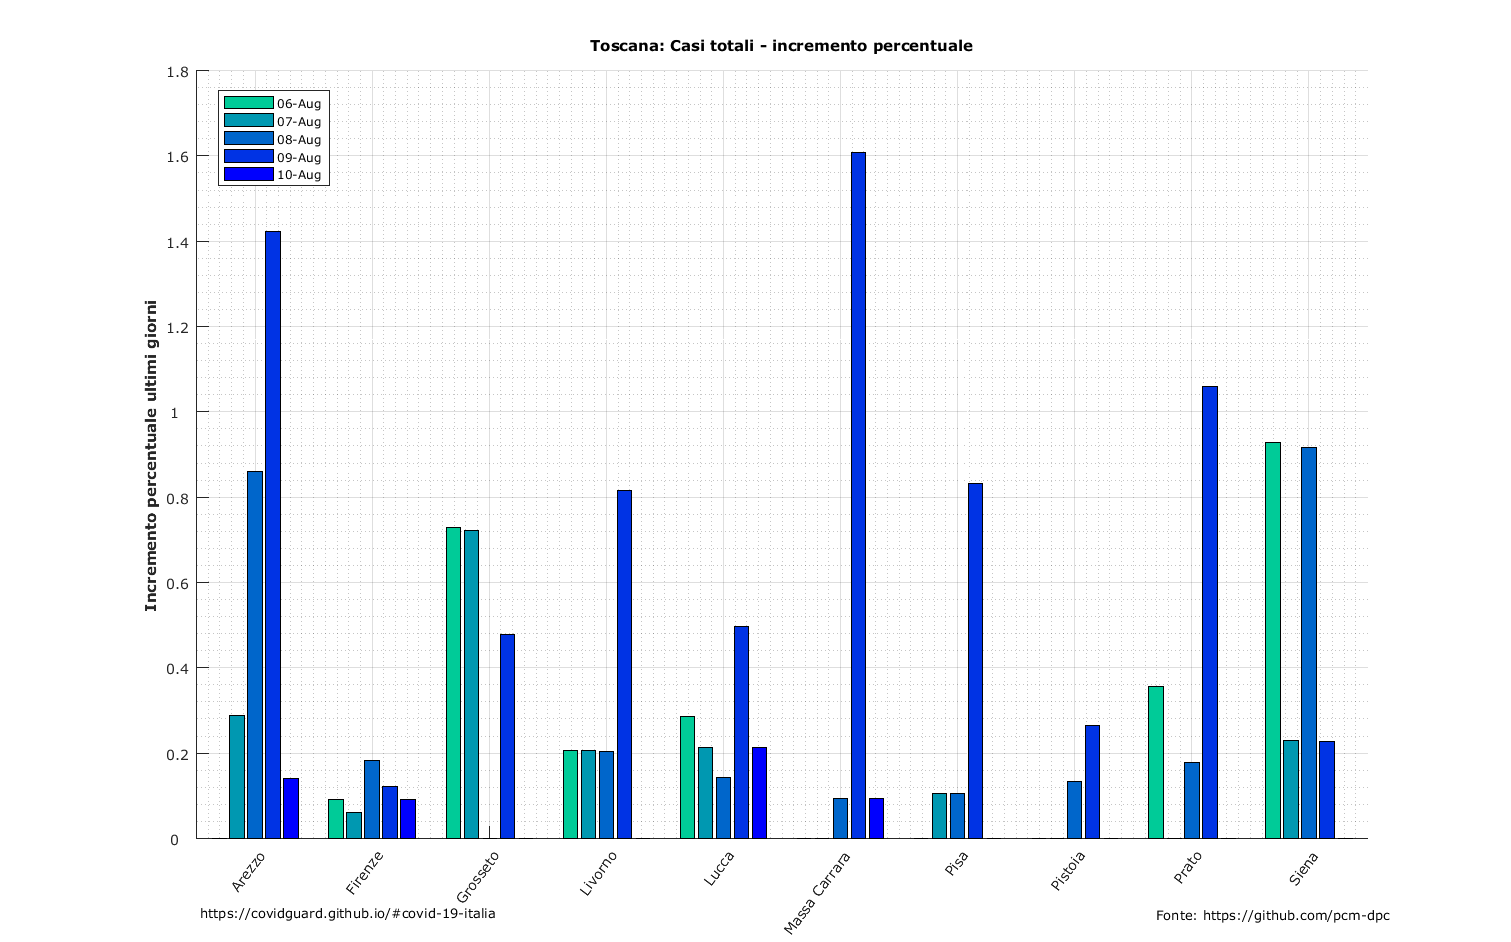 Toscana: Casi totali - incremento percentuale
Incremento percentuale ultimi giorni
1.8
1.6
1.4
1.2
1
0.8
0.6
0.4
0.2
0
06-Aug
07-Aug
08-Aug
09-Aug
10-Aug
Arezzo
Firenze
Grosseto
Livorno
Lucca
Massa Carrara
Pisa
Pistoia
Prato
Siena
https://covidguard.github.io/#covid-19-italia
Fonte: https://github.com/pcm-dpc